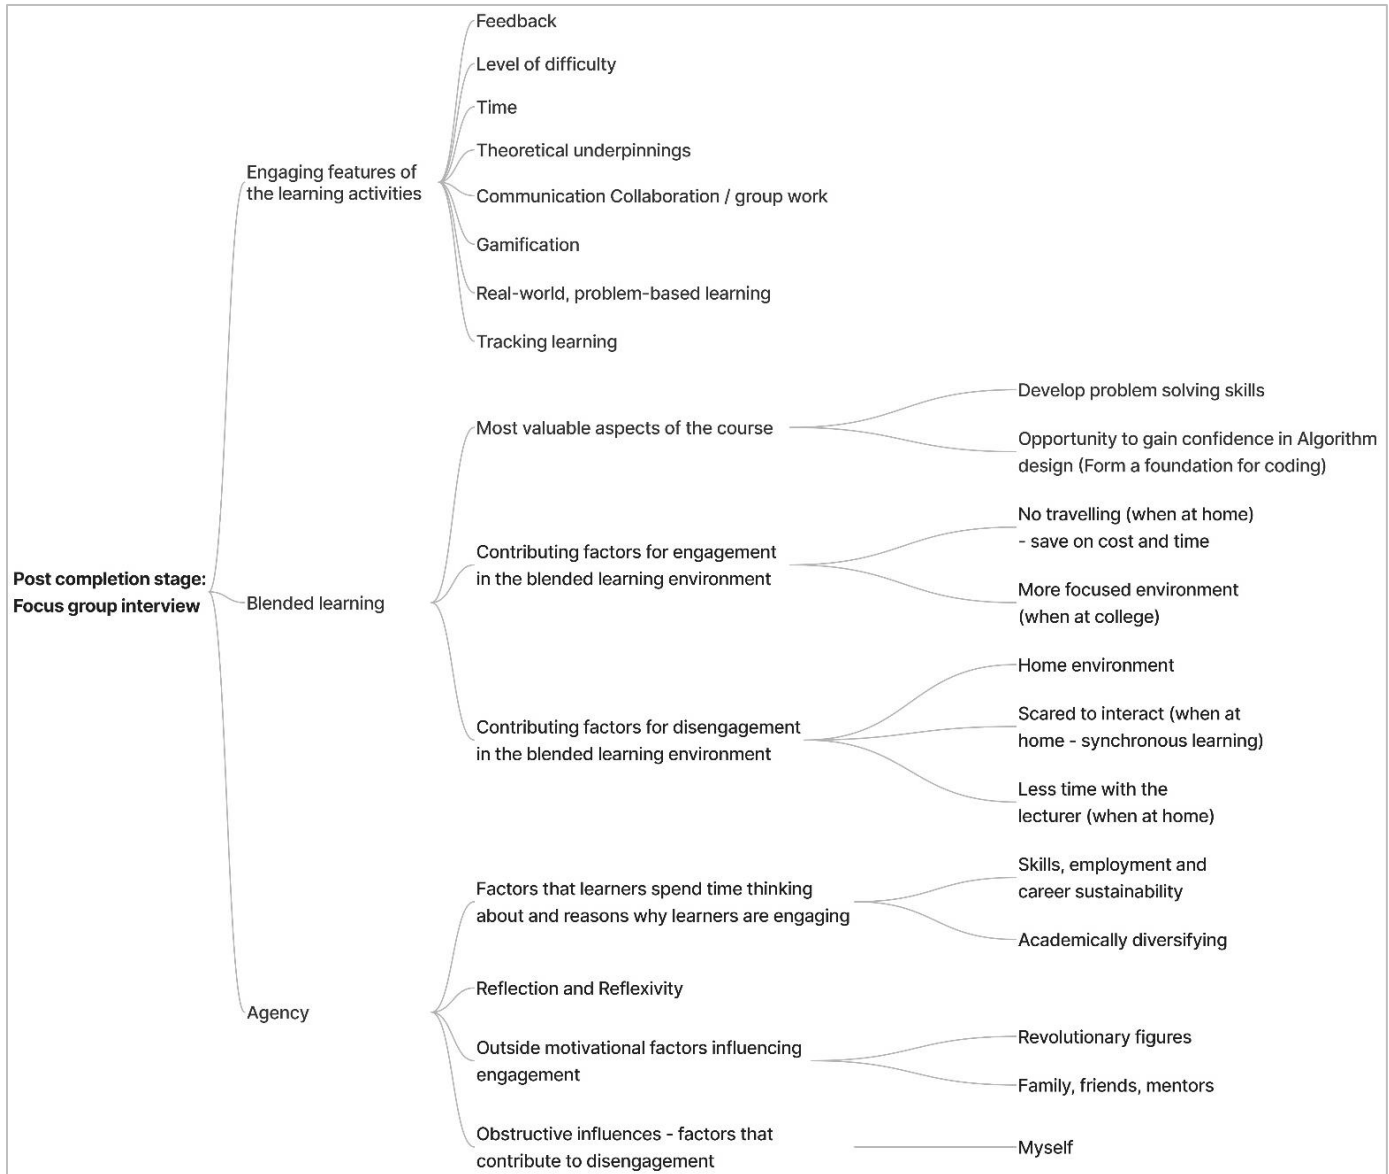 Feedback
Level of difficulty
Time
Theoretical underpinnings
Engaging features of
the learning activities
Communication Collaboration / group work
Gamification
Real-world, problem-based learning
Tracking learning
Most valuable aspects of the course
Develop problem solving skills
Opportunity to gain confidence in Algorithm
design (Form a foundation for coding)
Contributing factors for engagement
in the blended learning environment
No travelling (when at home)
- save on cost and time
More focused environment
(when at college)
Post completion stage:
Focus group interview
Blended learning
Contributing factors for disengagement
in the blended learning environment
Home environment
Scared to interact (when at
home - synchronous learning)
Less time with the
lecturer (when at home)
Factors that learners spend time thinking
about and reasons why learners are engaging
Skills, employment and
career sustainability
Academically diversifying
Agency
Reflection and Reflexivity
Outside motivational factors influencing
engagement
Revolutionary figures
Family, friends, mentors
Obstructive influences - factors that
contribute to disengagement
Myself